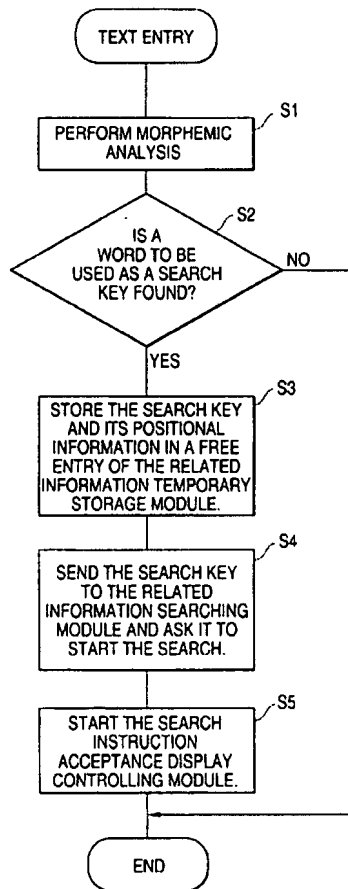 TEXT ENTRY
S1
PERFORM MORPHEMIC
ANALYSIS
S2
IS A
WORD TO BE
USED AS A SEARCH
KEY FOUND?
NO
YES
S3
STORE THE SEARCH KEY
AND ITS POSITIONAL
INFORMATION IN A FREE
ENTRY OF THE RELATED
INFORMATION TEMPORARY
STORAGE MODULE.
S4
SEND THE SEARCH KEY
TO THE RELATED
INFORMATION SEARCHING
MODULE AND ASK IT TO
START THE SEARCH.
S5
START THE SEARCH
INSTRUCTION
ACCEPTANCE DISPLAY
CONTROLLING MODULE.
END